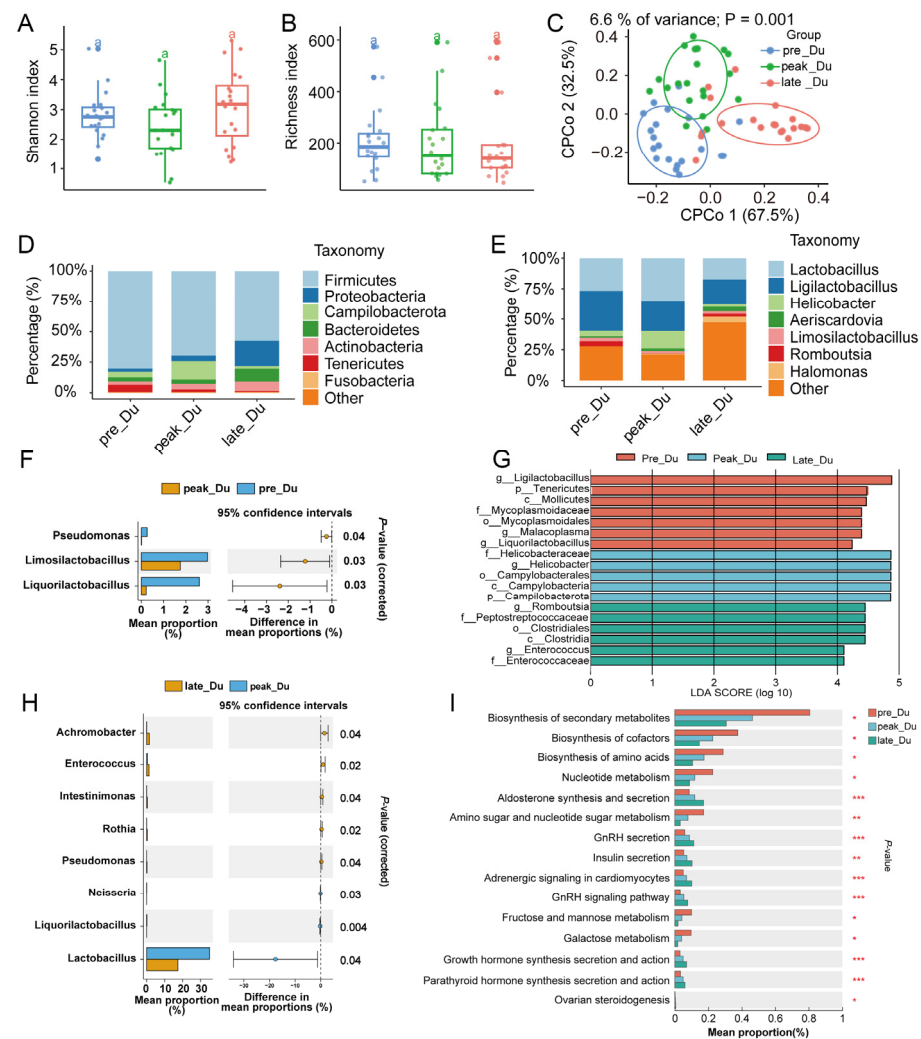 A
Shannon index
5
4
3
2
1
a
a
a
B
Richness index
600
400
200
a
a
a
C
6.6 % of variance; P = 0.001
Group
pre_Du
peak_Du
late _Du
CPCo 2 (32.5%)
0.4
0.2
0.0
−0.2
−0.2
0.0
0.2
0.4
CPCo 1 (67.5%)
D
Taxonomy
Percentage (%)
100%
75%
50%
25%
0%
Firmicutes
Proteobacteria
Campilobacterota
Bacteroidetes
Actinobacteria
Tenericutes
Fusobacteria
Other
pre_Du
peak_Du
late_Du
E
Taxonomy
Percentage (%)
100%
75%
50%
25%
0%
Lactobacillus
Ligilactobacillus
Helicobacter
Aeriscardovia
Limosilactobacillus
Romboutsia
Halomonas
Other
pre_Du
peak_Du
late_Du
F
peak_Du
pre_Du
95% confidence intervals
Pseudomonas
0.04
Limosilactobacillus
0.03
Liquorilactobacillus
0.03
P−value (corrected)
0 1 2 3
Mean proportion
(%)
−4 −3 −2 −1 0
Difference in
mean proportions (%)
G
Pre_Du
Peak_Du
Late_Du
g__Ligilactobacillus
p__Tenericutes
c__Mollicutes
f__Mycoplasmoidaceae
o__Mycoplasmoidales
g__Malacoplasma
g__Liquorilactobacillus
f__Helicobacteraceae
g__Helicobacter
o__Campylobacterales
c__Campylobacteria
p__Campilobacterota
g__Romboutsia
f__Peptostreptococcaceae
o__Clostridiales
c__Clostridia
g__Enterococcus
f__Enterococcaceae
0 1 2 3 4 5
LDA SCORE (log 10)
H
late_Du
peak_Du
95% confidence intervals
Achromobacter
0.04
Enterococcus
0.02
Intestinimonas
0.04
Rothia
0.02
Pseudomonas
0.04
Neisseria
0.03
Liquorilactobacillus
0.004
Lactobacillus
0.04
P-value (corrected)
0 10 20 30
Mean proportion
(%)
−30 −20 −10 0
Difference in
mean proportions (%)
I
pre_Du
peak_Du
late_Du
Biosynthesis of secondary metabolites
*
Biosynthesis of cofactors
*
Biosynthesis of amino acids
*
Nucleotide metabolism
*
Aldosterone synthesis and secretion
***
Amino sugar and nucleotide sugar metabolism
**
GnRH secretion
***
Insulin secretion
**
Adrenergic signaling in cardiomyocytes
***
GnRH signaling pathway
***
Fructose and mannose metabolism
*
Galactose metabolism
*
Growth hormone synthesis secretion and action
***
Parathyroid hormone synthesis secretion and action
***
Ovarian steroidogenesis
*
P-value
0 0.2 0.4 0.6 0.8 1
Mean proportion(%)